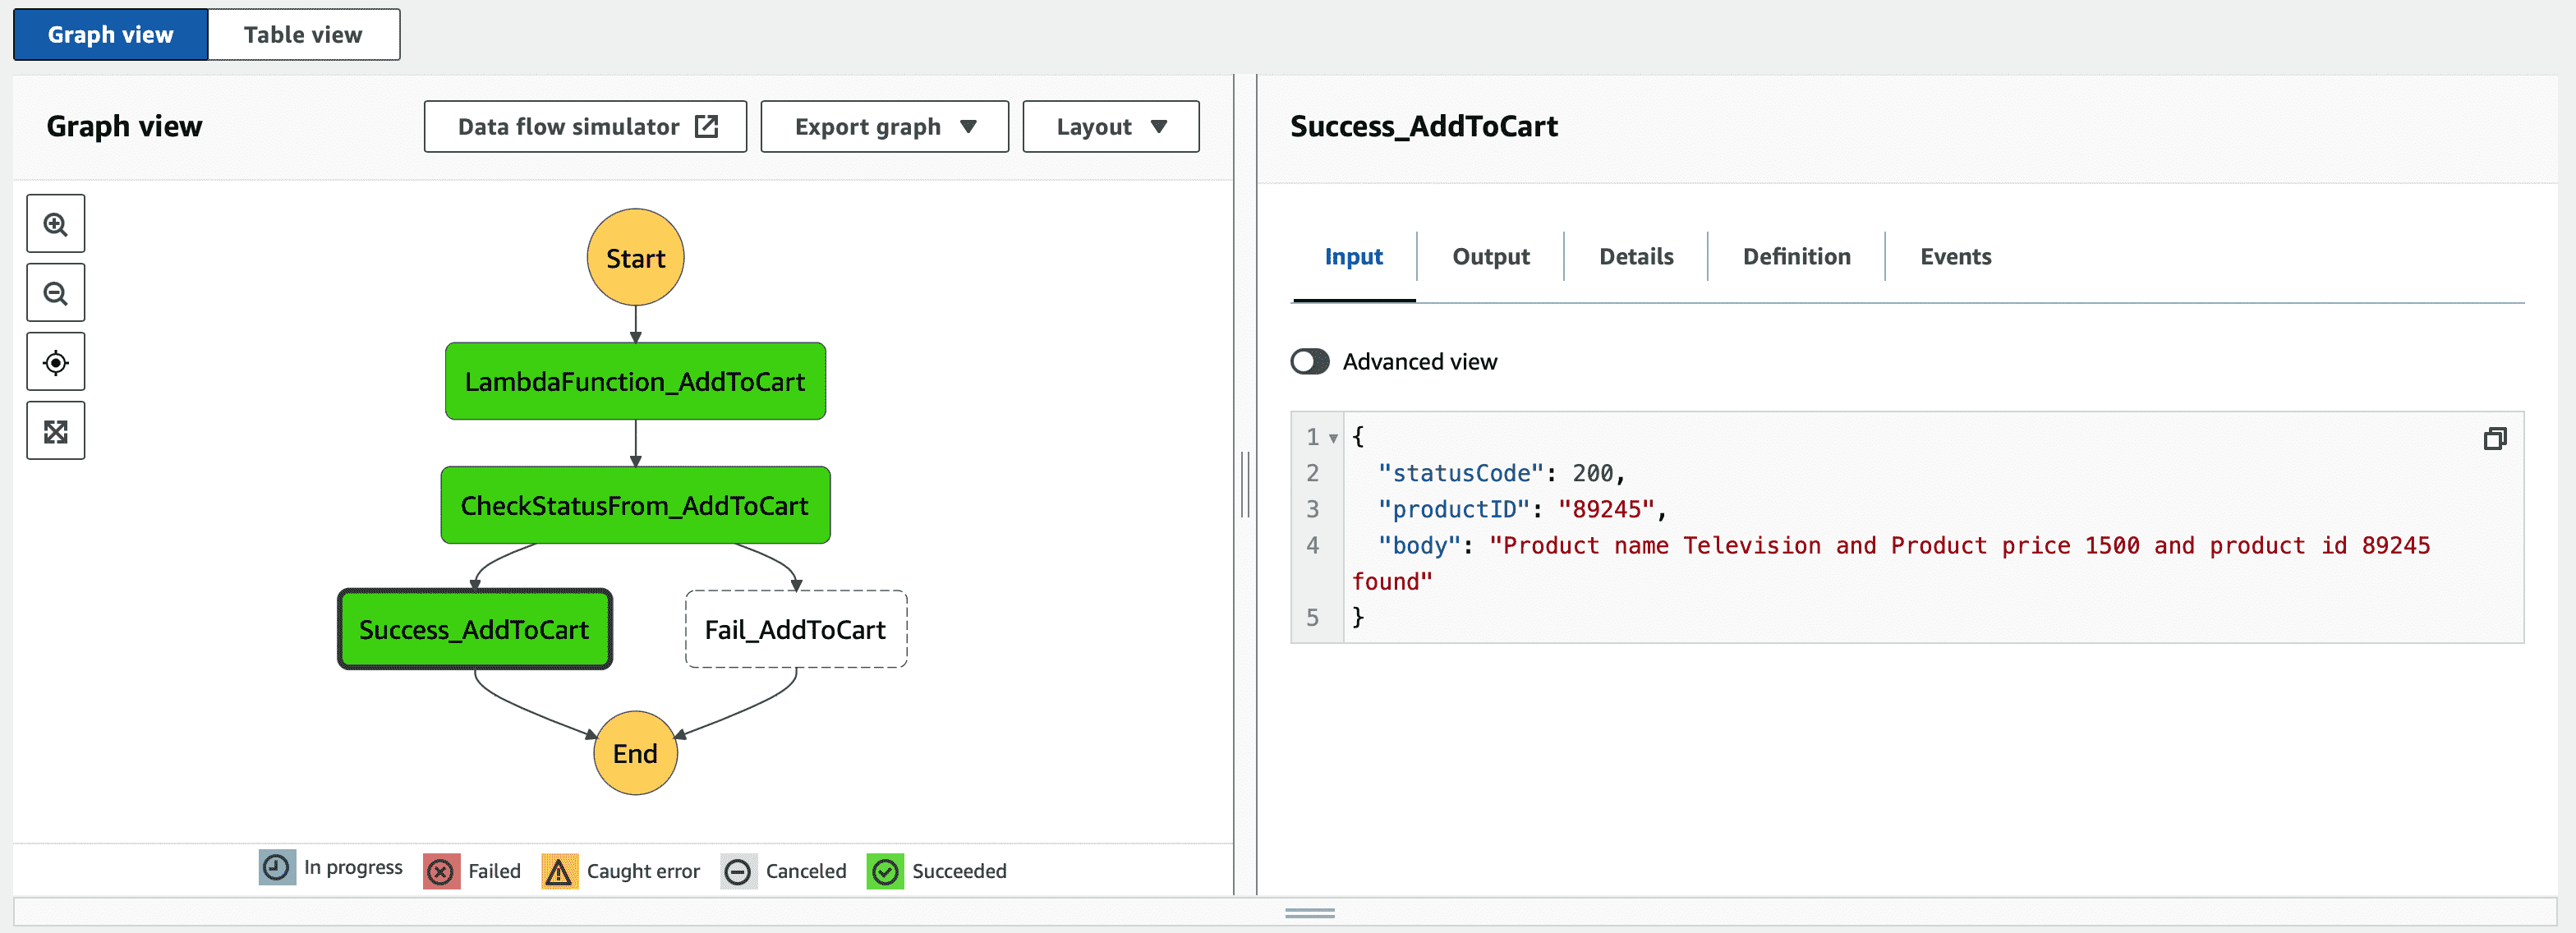 Graph view Table view
Graph view Data flow simulator Export graph Layout
Success_AddToCart
Input Output Details Definition Events
Advanced view
1 {
2 "statusCode": 200,
3 "productID": "89245",
4 "body": "Product name Television and Product price 1500 and product id 89245
found"
5 }
Start
LambdaFunction_AddToCart
CheckStatusFrom_AddToCart
Success_AddToCart Fail_AddToCart
End
In progress Failed Caught error Canceled Succeeded